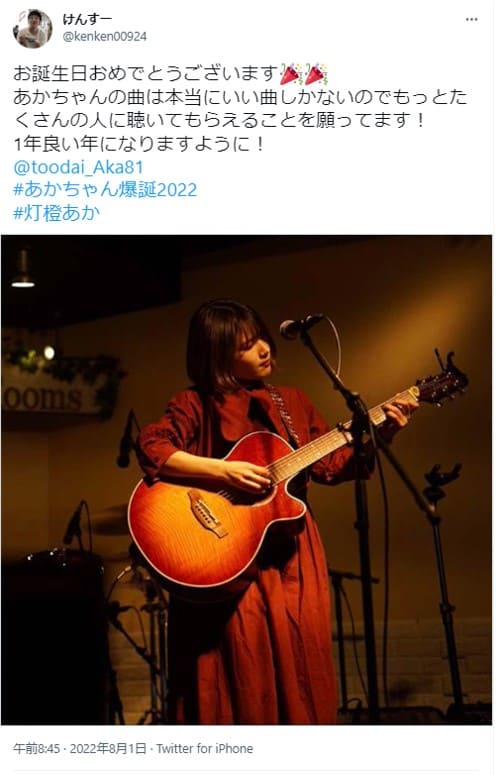 けんすー
@kenken00924
お誕生日おめでとうございます🎉🎉
あかちゃんの曲は本当にいい曲しかないのでもっとた
くさんの人に聴いてもらえることを願ってます！
1年良い年になりますように！
@toodai_Aka81
#あかちゃん爆誕2022
#灯橙あか
ooms
午前8:45 · 2022年8月1日 · Twitter for iPhone